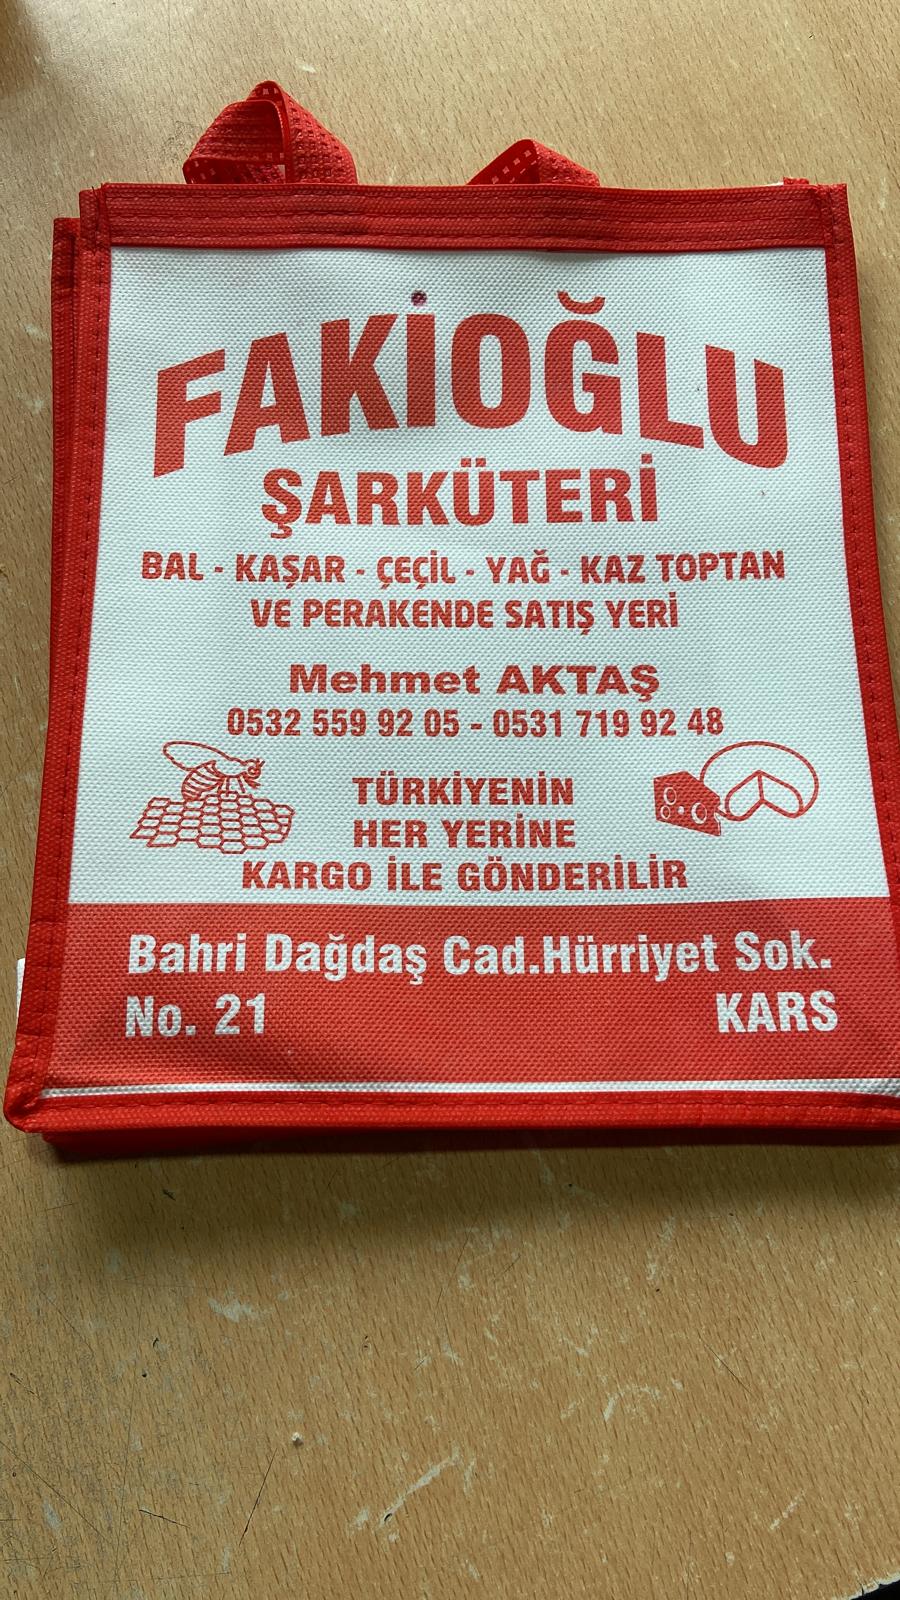 FAKİOĞLU
ŞARKÜTERİ
BAL - KAŞAR - ÇEÇİL - YAĞ - KAZ TOPTAN
VE PERAKENDE SATIŞ YERİ
Mehmet AKTAŞ
0532 559 92 05 - 0531 719 92 48
TÜRKİYENİN
HER YERİNE
KARGO İLE GÖNDERİLİR
Bahri Dağdaş Cad.Hürriyet Sok.
No. 21 KARS